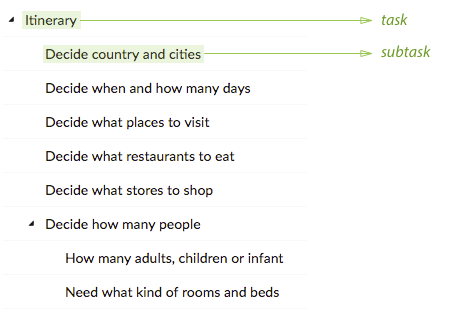 Itinerary
task
Decide country and cities
subtask
Decide when and how many days
Decide what places to visit
Decide what restaurants to eat
Decide what stores to shop
Decide how many people
How many adults, children or infant
Need what kind of rooms and beds